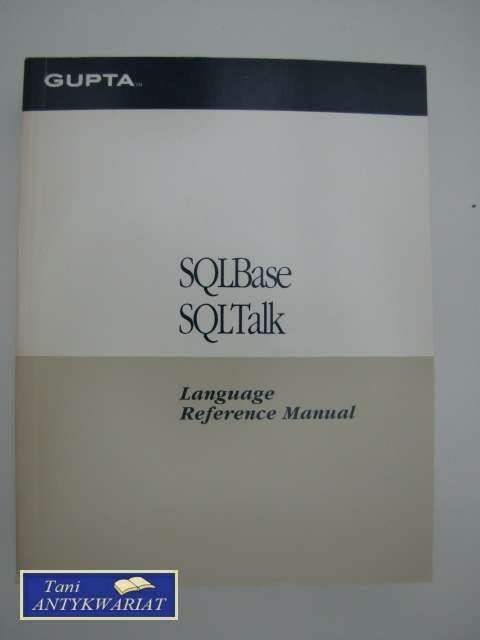 GUPTA™
SQLBase
SQLTalk
Language
Reference Manual
Tani
ANTYKWARIAT